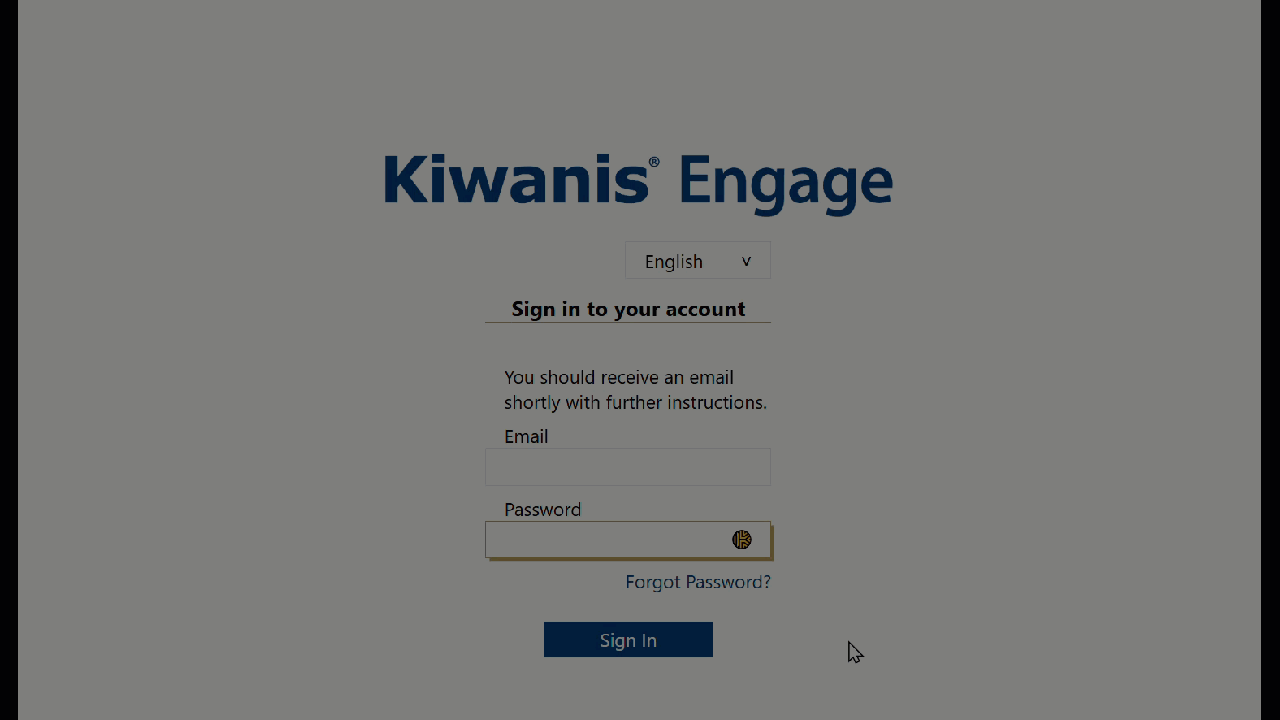 Kiwanis® Engage
English v
Sign in to your account
You should receive an email
shortly with further instructions.
Email
Password
Forgot Password?
Sign In